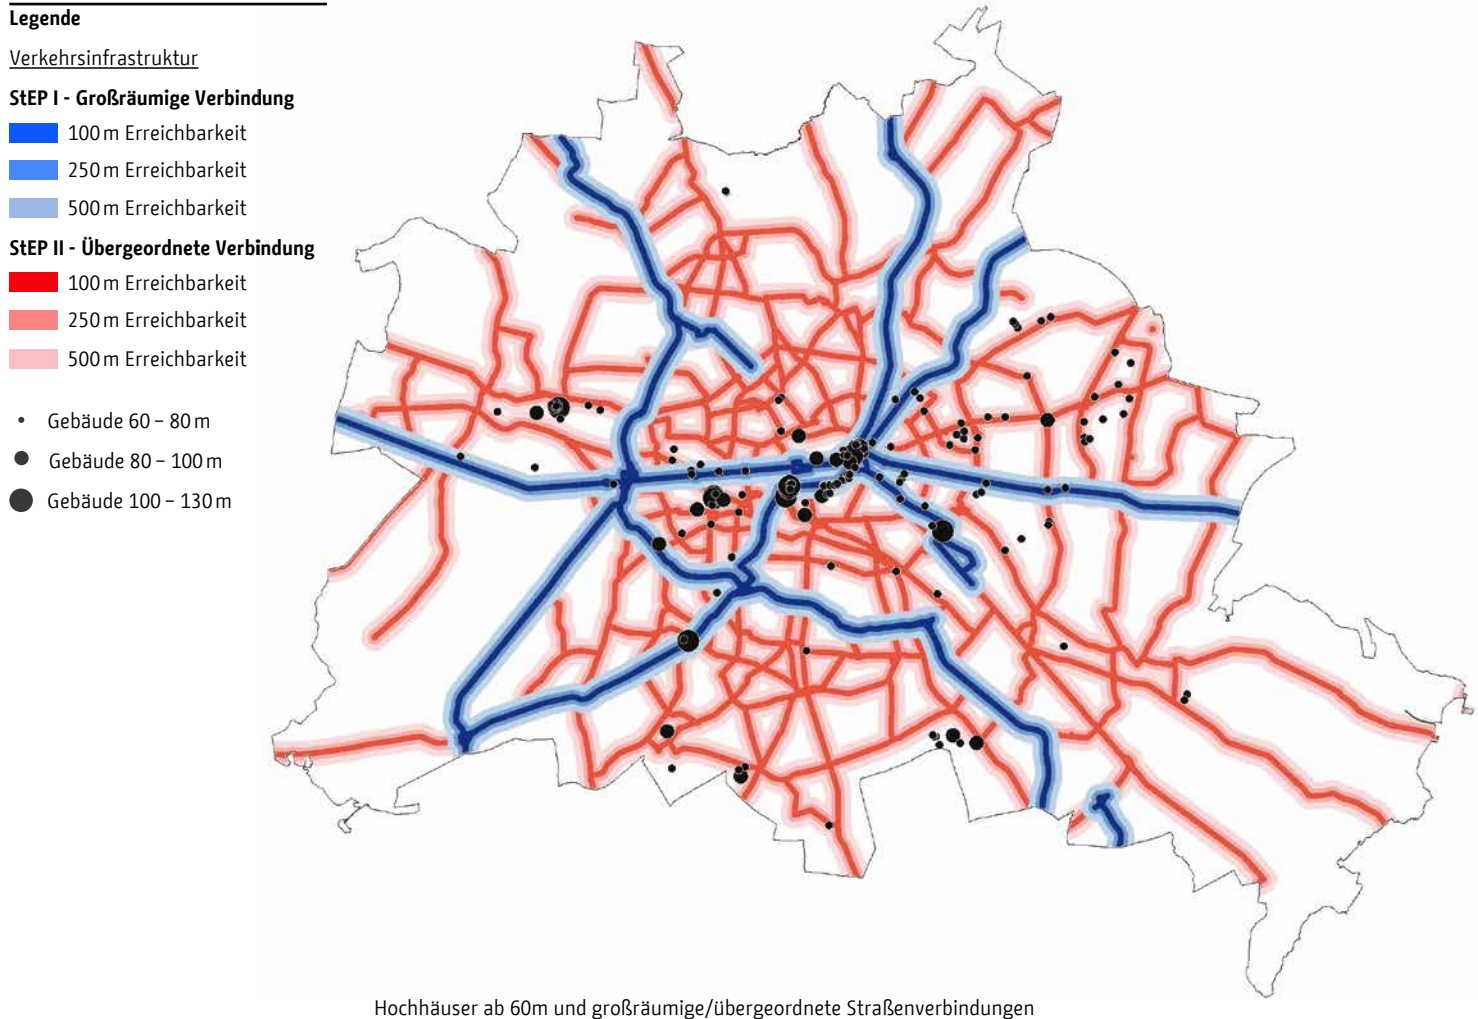 Legende
Verkehrsinfrastruktur
StEP I - Großräumige Verbindung
100 m Erreichbarkeit
250 m Erreichbarkeit
500 m Erreichbarkeit
StEP II - Übergeordnete Verbindung
100 m Erreichbarkeit
250 m Erreichbarkeit
500 m Erreichbarkeit
Gebäude 60 – 80 m
Gebäude 80 – 100 m
Gebäude 100 – 130 m
Hochhäuser ab 60m und großräumige/übergeordnete Straßenverbindungen